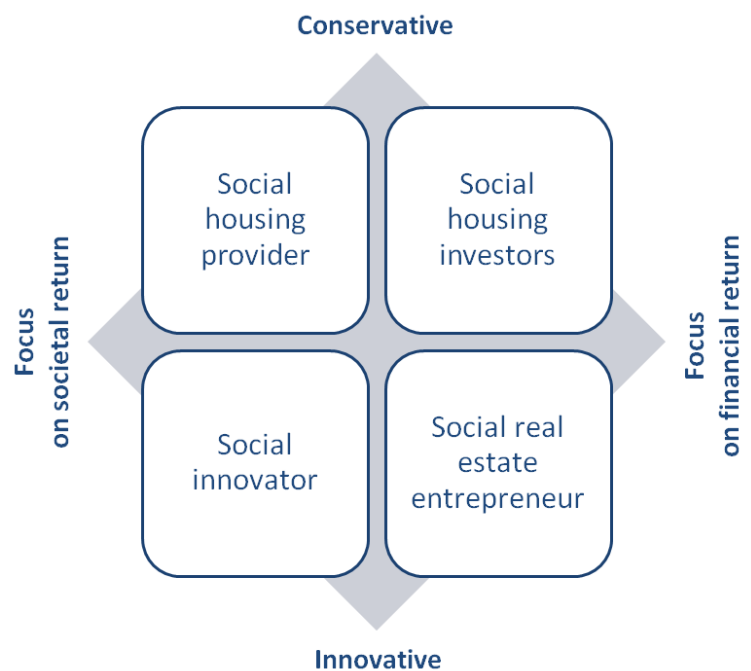 Conservative
Social
housing
provider
Social
housing
investors
Focus
on societal return
Focus
on financial return
Social
innovator
Social real
estate
entrepreneur
Innovative